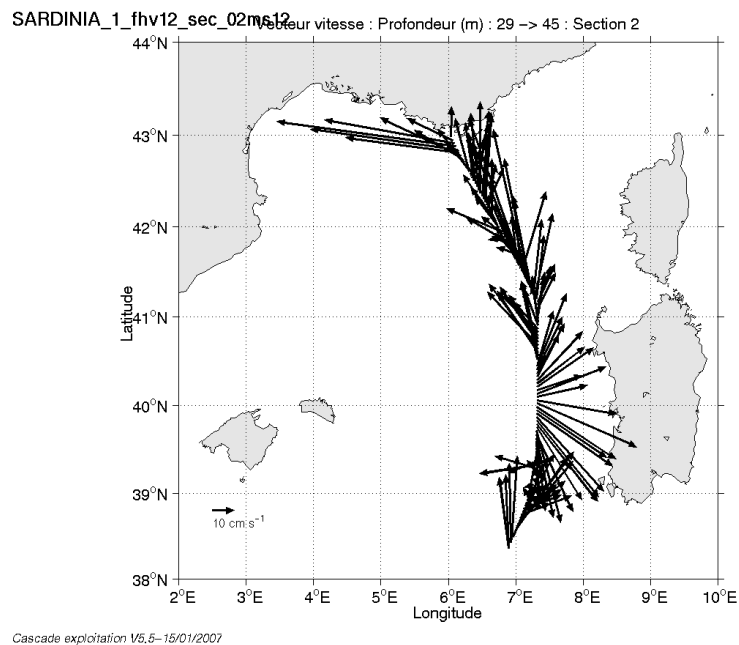 SARDINIA_1_fhv12_sec_02ms12
Vecteur vitesse : Profondeur (m) : 29 −> 45 : Section 2
44°N
43°N
42°N
41°N
40°N
39°N
38°N
Latitude
10 cm s−1
2°E 3°E 4°E 5°E 6°E 7°E 8°E 9°E 10°E
Longitude
Cascade exploitation V5.5−15/01/2007